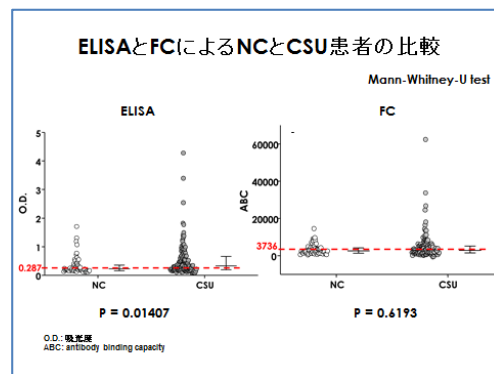 ELISAとFCによるNCとCSU患者の比較
Mann-Whitney-U test
ELISA
FC
5
4
3
2
1
0
0.287
O.D.
NC
CSU
60000
40000
20000
0
3736
ABC
NC
CSU
P = 0.01407
P = 0.6193
O.D.: 吸光度
ABC: antibody binding capacity